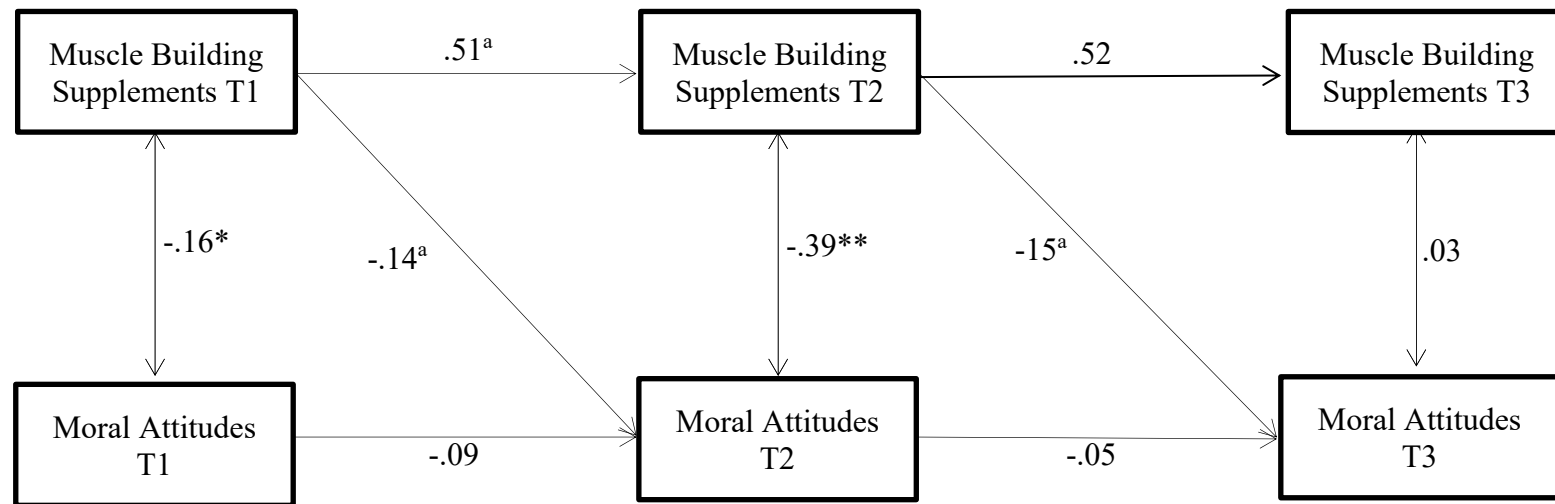 Muscle Building
Supplements T1
.51ᵃ
Muscle Building
Supplements T2
.52
Muscle Building
Supplements T3
-.16*
-.14ᵃ
-.39**
-15ᵃ
.03
Moral Attitudes
T1
-.09
Moral Attitudes
T2
-.05
Moral Attitudes
T3